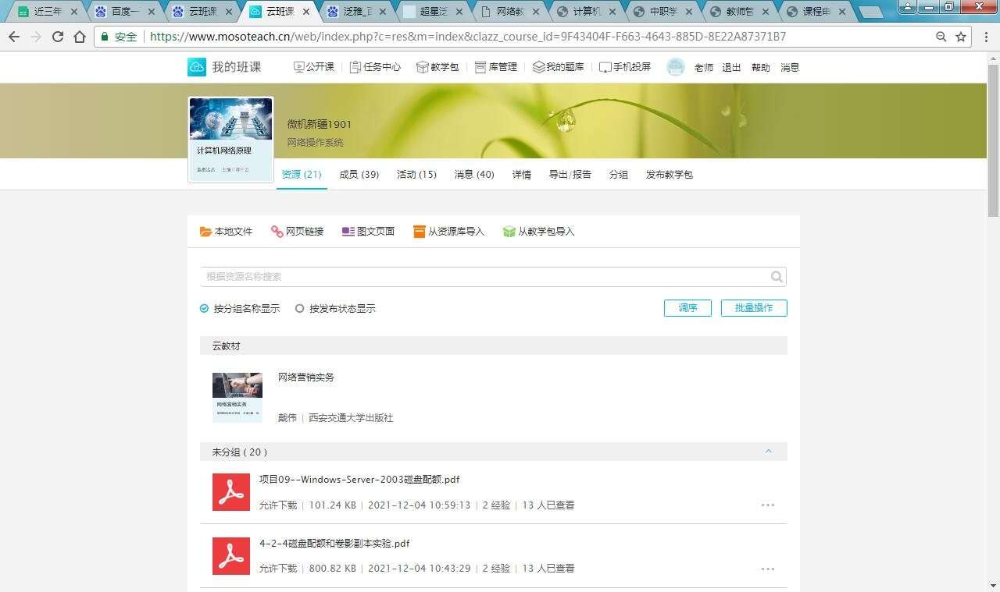 近三年
百度一
云班课
云班课
泛雅_
超星泛
网络教
计算机
中职学
教师管
课程申
安全 https://www.mosoteach.cn/web/index.php?c=res&m=index&clazz_course_id=9F43404F-F663-4643-885D-8E22A87371B7
我的班课 公开课 任务中心 教学包 库管理 我的题库 手机投屏 老师 退出 帮助 消息
微机新疆1901
网络操作系统
计算机网络原理
资源 (21) 成员 (39) 活动 (15) 消息 (40) 详情 导出/报告 分组 发布教学包
本地文件 网页链接 图文页面 从资源库导入 从教学包导入
根据资源名称搜索
按分组名称显示 按发布状态显示 调序 批量操作
云教材
网络营销实务
网络营销实务
戴伟 | 西安交通大学出版社
未分组 ( 20 )
项目09--Windows-Server-2003磁盘配额.pdf
允许下载 | 101.24 KB | 2021-12-04 10:59:13 | 2 经验 | 13 人已查看
4-2-4磁盘配额和卷影副本实验.pdf
允许下载 | 800.82 KB | 2021-12-04 10:43:29 | 2 经验 | 13 人已查看